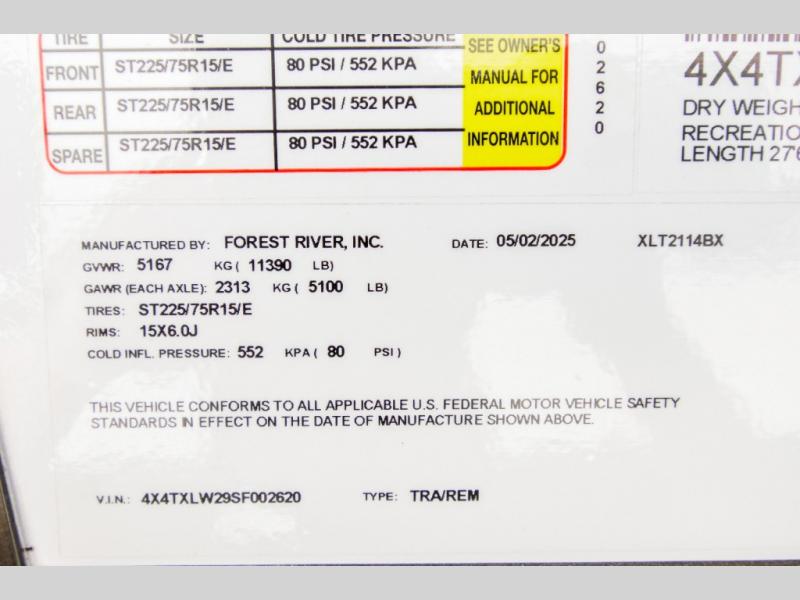 TIRE SIZE COLD TIRE PRESSURE
FRONT ST225/75R15/E 80 PSI / 552 KPA
REAR ST225/75R15/E 80 PSI / 552 KPA
SPARE ST225/75R15/E 80 PSI / 552 KPA
SEE OWNER'S
MANUAL FOR
ADDITIONAL
INFORMATION
0
2
6
2
0
4X4TX
DRY WEIGH
RECREATIO
LENGTH 27'6
MANUFACTURED BY: FOREST RIVER, INC. DATE: 05/02/2025 XLT2114BX
GVWR: 5167 KG ( 11390 LB)
GAWR (EACH AXLE): 2313 KG ( 5100 LB)
TIRES: ST225/75R15/E
RIMS: 15X6.0J
COLD INFL. PRESSURE: 552 KPA ( 80 PSI )
THIS VEHICLE CONFORMS TO ALL APPLICABLE U.S. FEDERAL MOTOR VEHICLE SAFETY
STANDARDS IN EFFECT ON THE DATE OF MANUFACTURE SHOWN ABOVE.
V.I.N.: 4X4TXLW29SF002620 TYPE: TRA/REM